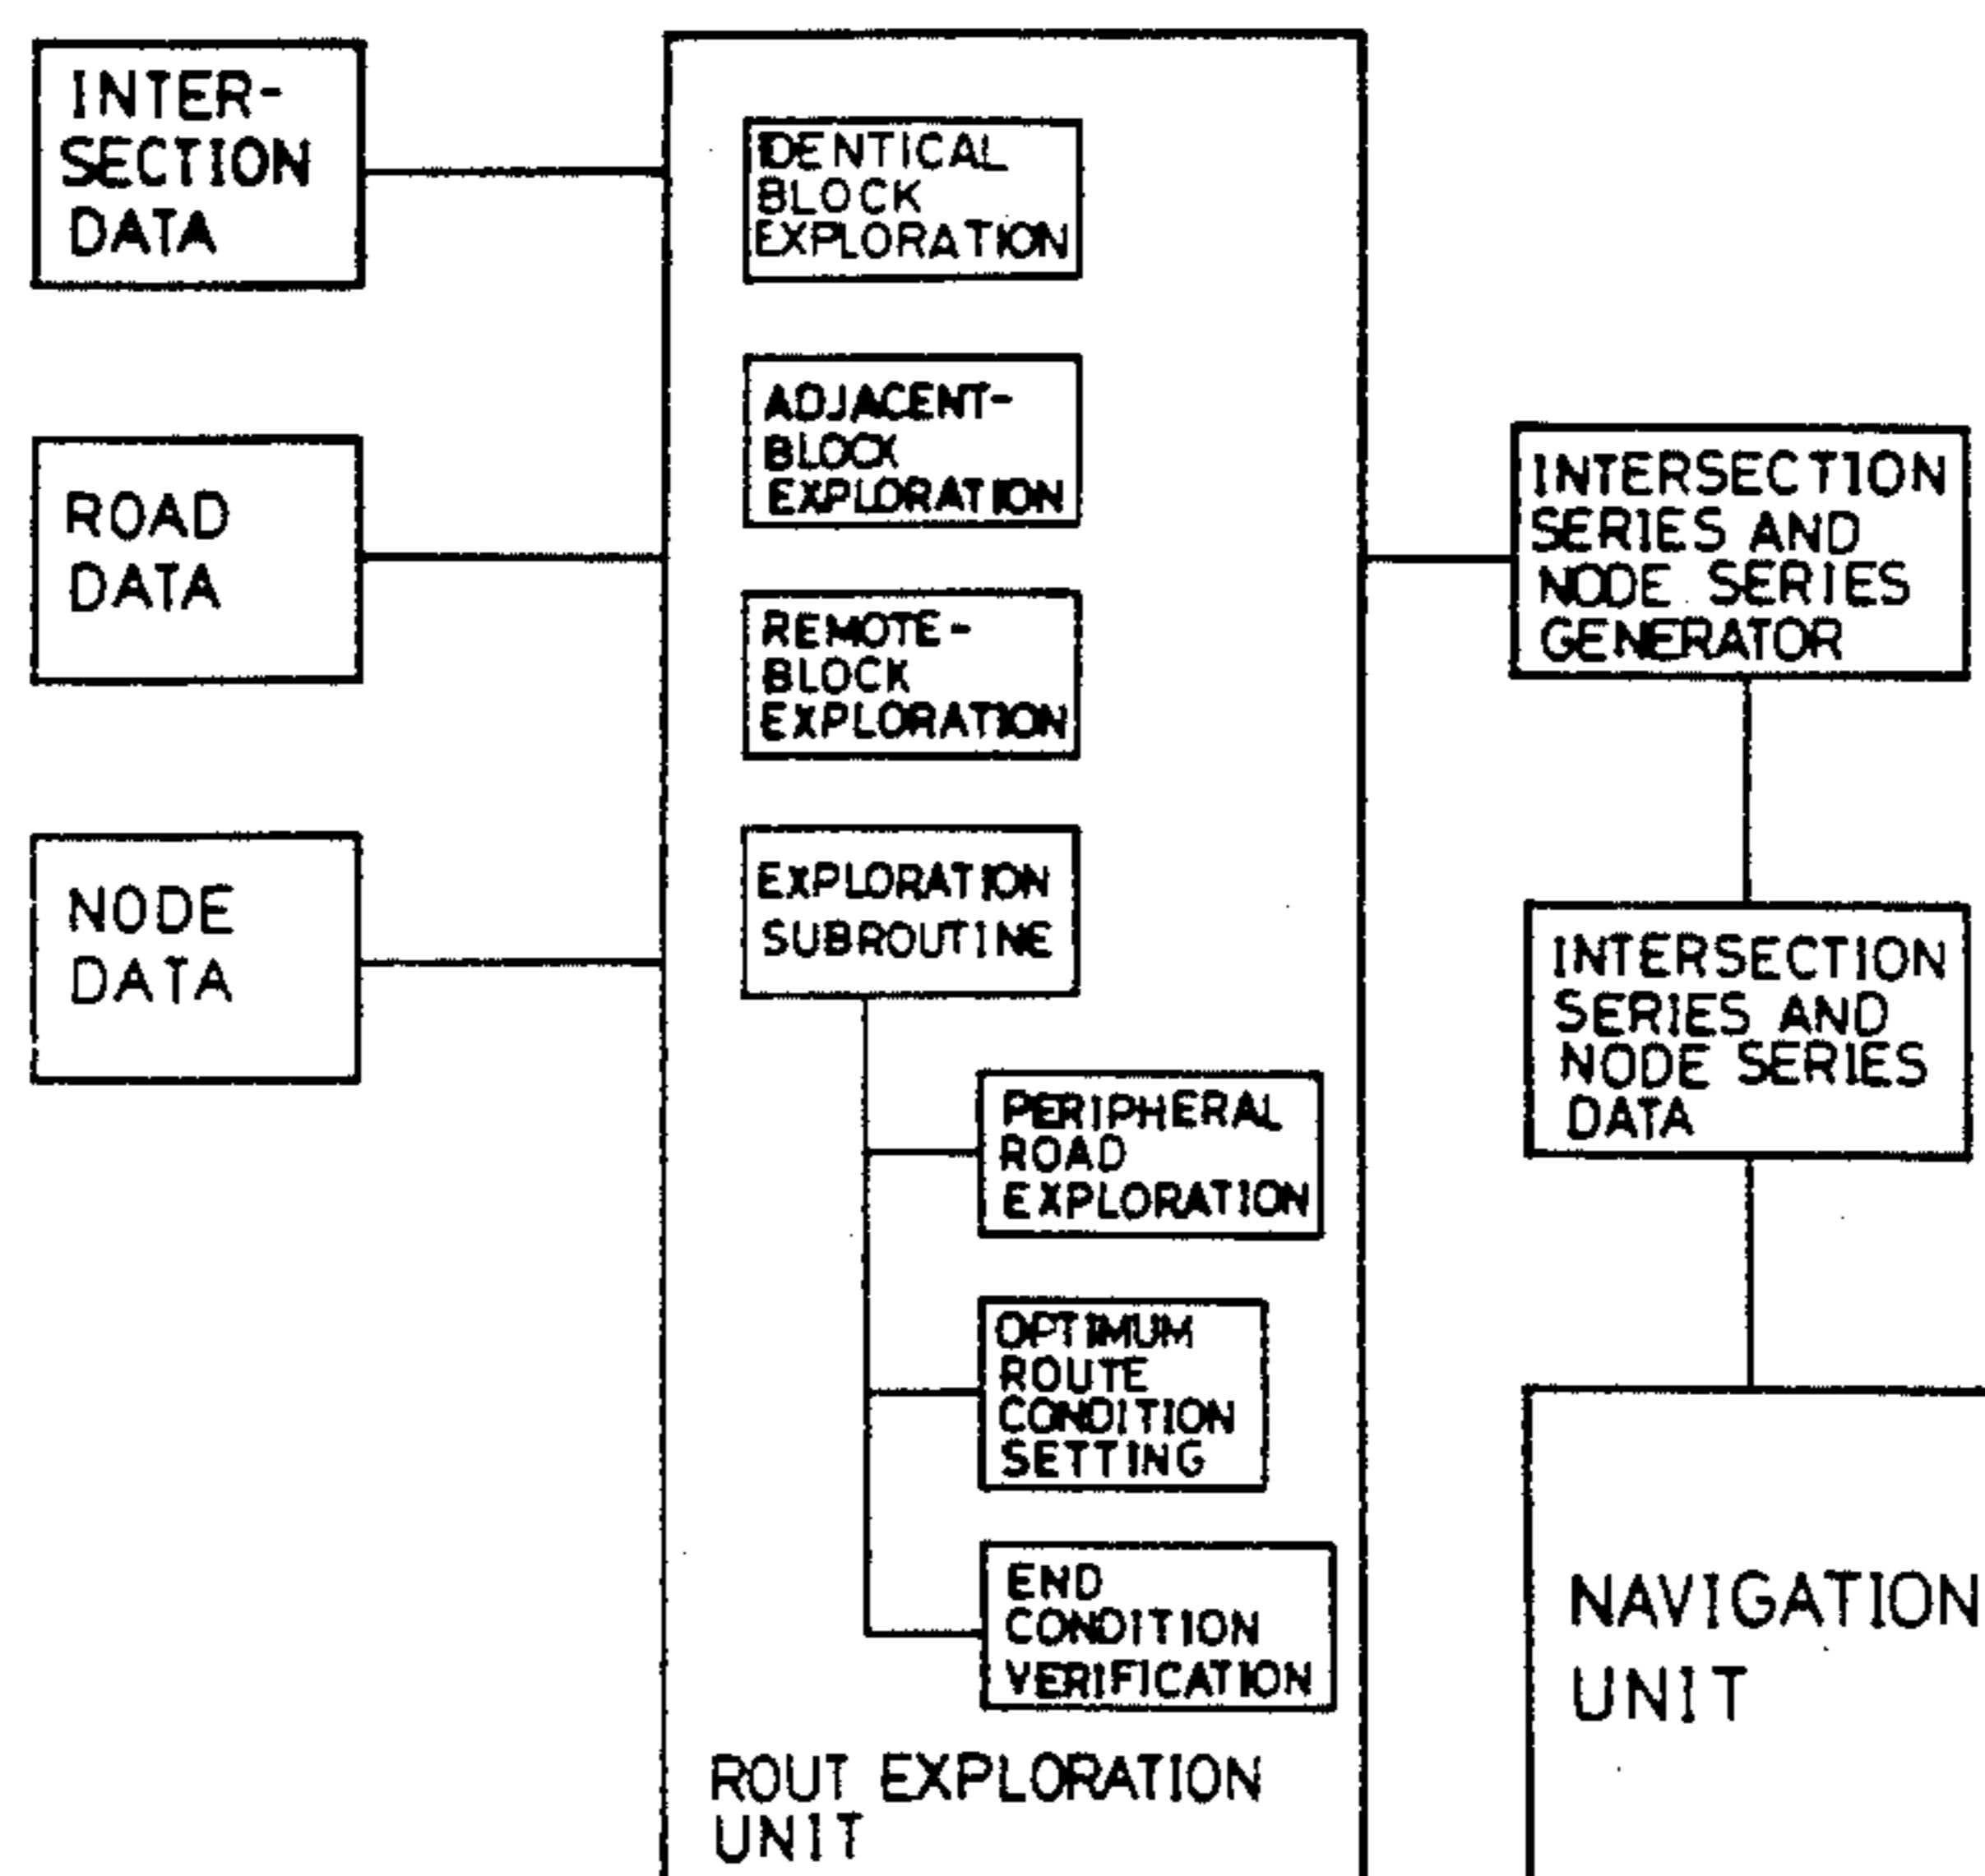 INTER-
SECTION
DATA
ROAD
DATA
NODE
DATA
IDENTICAL
BLOCK
EXPLORATION
ADJACENT-
BLOCK
EXPLORATION
REMOTE-
BLOCK
EXPLORATION
EXPLORATION
SUBROUTINE
PERIPHERAL
ROAD
EXPLORATION
OPTIMUM
ROUTE
CONDITION
SETTING
END
CONDITION
VERIFICATION
ROUT EXPLORATION
UNIT
INTERSECTION
SERIES AND
NODE SERIES
GENERATOR
INTERSECTION
SERIES AND
NODE SERIES
DATA
NAVIGATION
UNIT